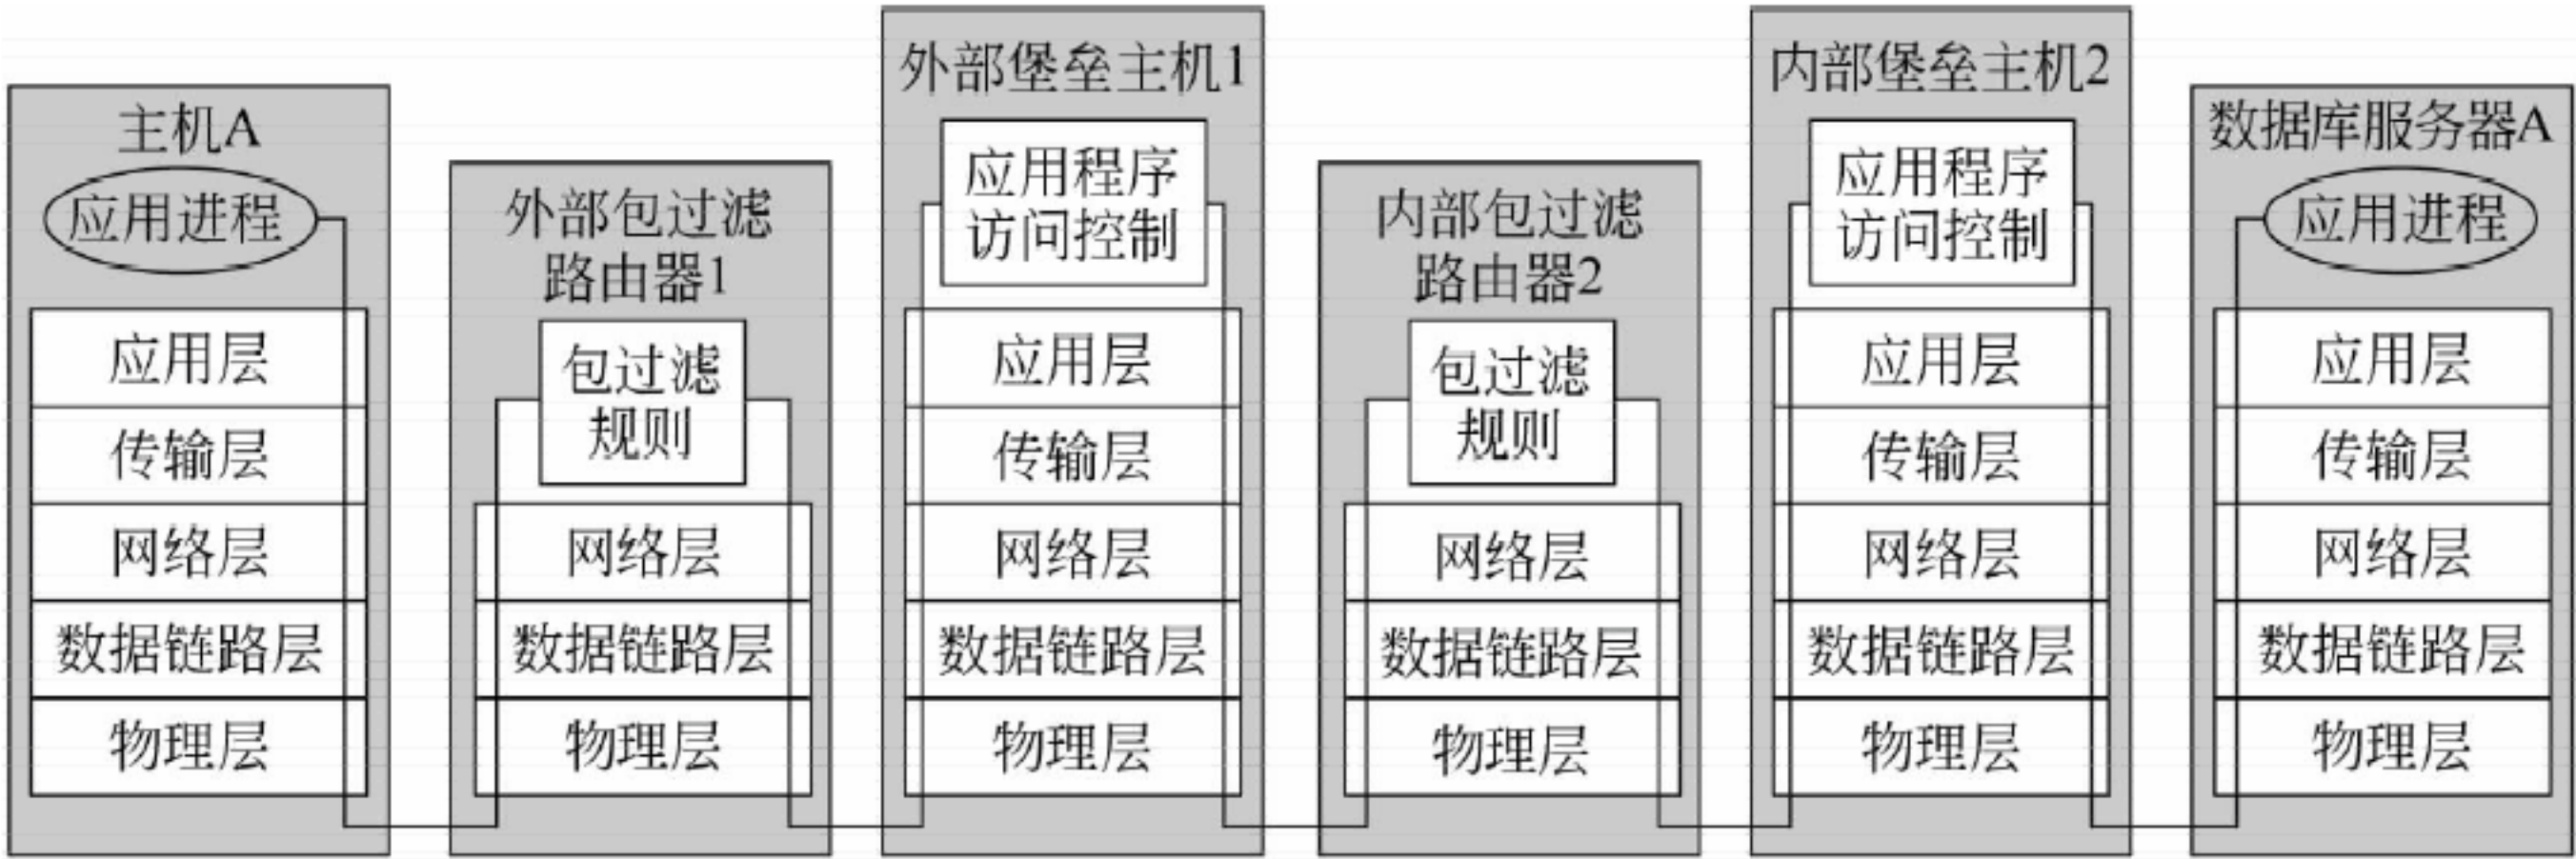 主机A
应用进程
应用层
传输层
网络层
数据链路层
物理层
外部包过滤
路由器1
包过滤
规则
网络层
数据链路层
物理层
外部堡垒主机1
应用程序
访问控制
应用层
传输层
网络层
数据链路层
物理层
内部包过滤
路由器2
包过滤
规则
网络层
数据链路层
物理层
内部堡垒主机2
应用程序
访问控制
应用层
传输层
网络层
数据链路层
物理层
数据库服务器A
应用进程
应用层
传输层
网络层
数据链路层
物理层